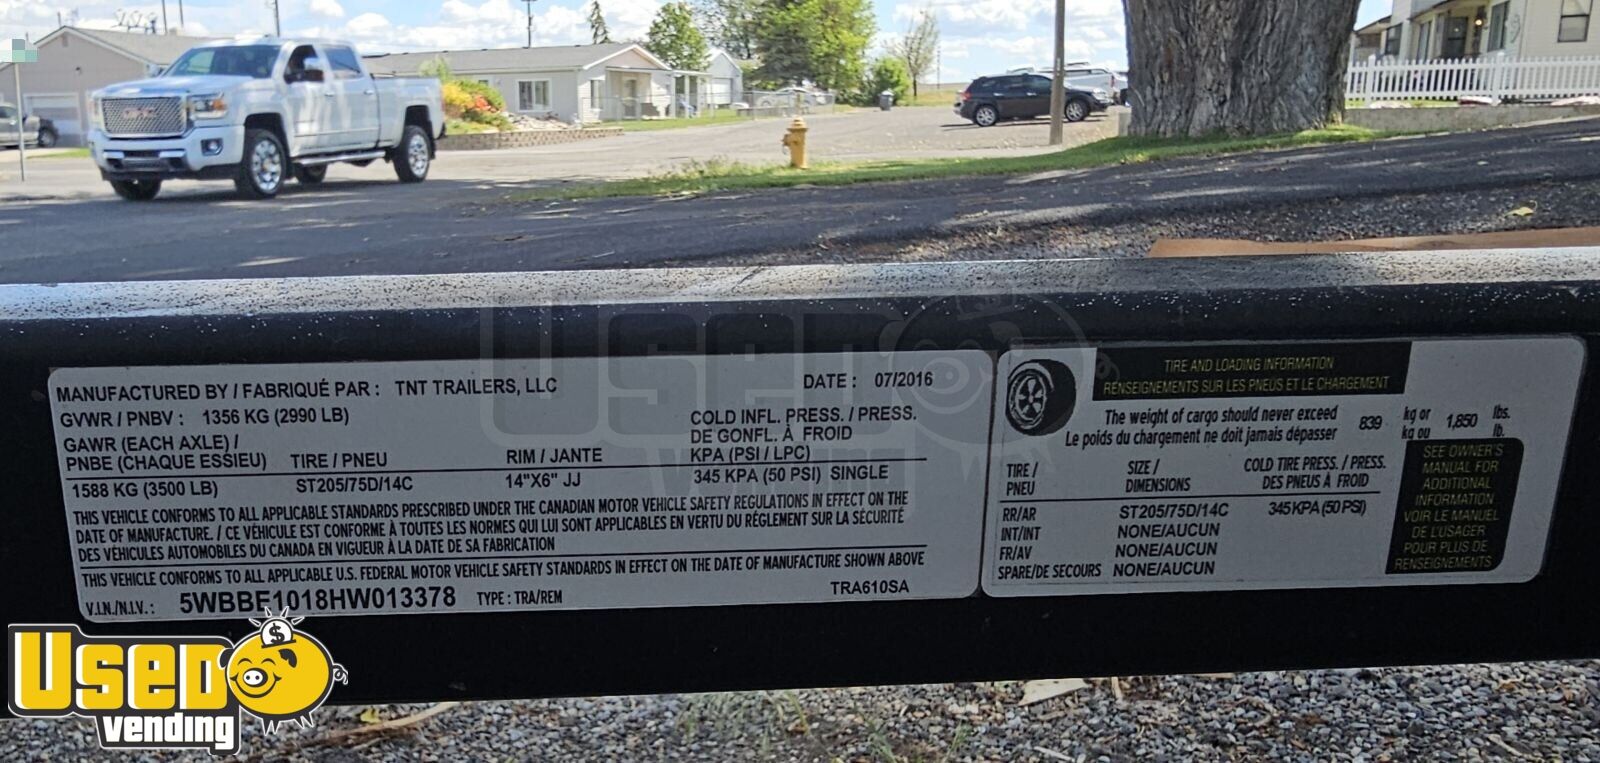 MANUFACTURED BY / FABRIQUÉ PAR : TNT TRAILERS, LLC DATE : 07/2016
GVWR / PNBV : 1356 KG (2990 LB)
GAWR (EACH AXLE) /
PNBE (CHAQUE ESSIEU) TIRE / PNEU RIM / JANTE
COLD INFL. PRESS. / PRESS.
DE GONFL. À FROID
KPA (PSI / LPC)
1588 KG (3500 LB) ST205/75D/14C 14"X6" JJ 345 KPA (50 PSI) SINGLE
THIS VEHICLE CONFORMS TO ALL APPLICABLE STANDARDS PRESCRIBED UNDER THE CANADIAN MOTOR VEHICLE SAFETY REGULATIONS IN EFFECT ON THE
DATE OF MANUFACTURE. / CE VÉHICULE EST CONFORME À TOUTES LES NORMES QUI LUI SONT APPLICABLES EN VERTU DU RÉGLEMENT SUR LA SÉCURITÉ
DES VÉHICULES AUTOMOBILES DU CANADA EN VIGUEUR À LA DATE DE SA FABRICATION
THIS VEHICLE CONFORMS TO ALL APPLICABLE U.S. FEDERAL MOTOR VEHICLE SAFETY STANDARDS IN EFFECT ON THE DATE OF MANUFACTURE SHOWN ABOVE
V.I.N./N.I.V.: 5WBBE1018HW013378 TYPE : TRA/REM TRA610SA
TIRE AND LOADING INFORMATION
RENSEIGNEMENTS SUR LES PNEUS ET LE CHARGEMENT
The weight of cargo should never exceed
Le poids du chargement ne doit jamais dépasser
839 kg or 1,850 lbs.
kg ou lb.
TIRE / SIZE / COLD TIRE PRESS. / PRESS.
PNEU DIMENSIONS DES PNEUS À FROID
RR/AR ST205/75D/14C 345 KPA (50 PSI)
INT/INT NONE/AUCUN
FR/AV NONE/AUCUN
SPARE/DE SECOURS NONE/AUCUN
SEE OWNER'S
MANUAL FOR
ADDITIONAL
INFORMATION
VOIR LE MANUEL
DE L'USAGER
POUR PLUS DE
RENSEIGNEMENTS
USED
vending
USED
GMC